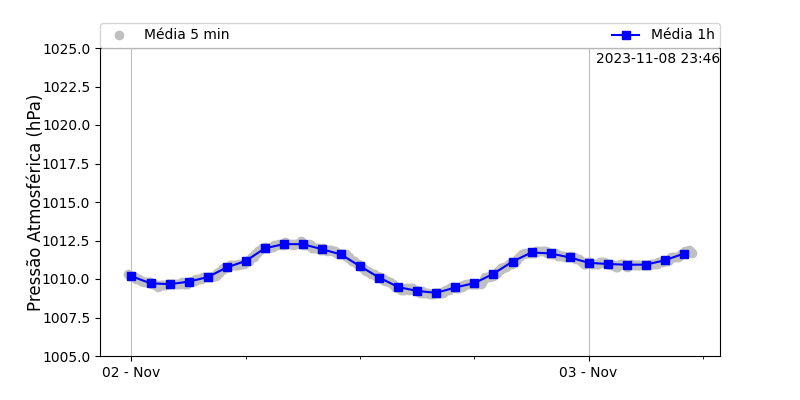 Média 5 min
Média 1h
2023-11-08 23:46
Pressão Atmosférica (hPa)
1025.0
1022.5
1020.0
1017.5
1015.0
1012.5
1010.0
1007.5
1005.0
02 - Nov
03 - Nov